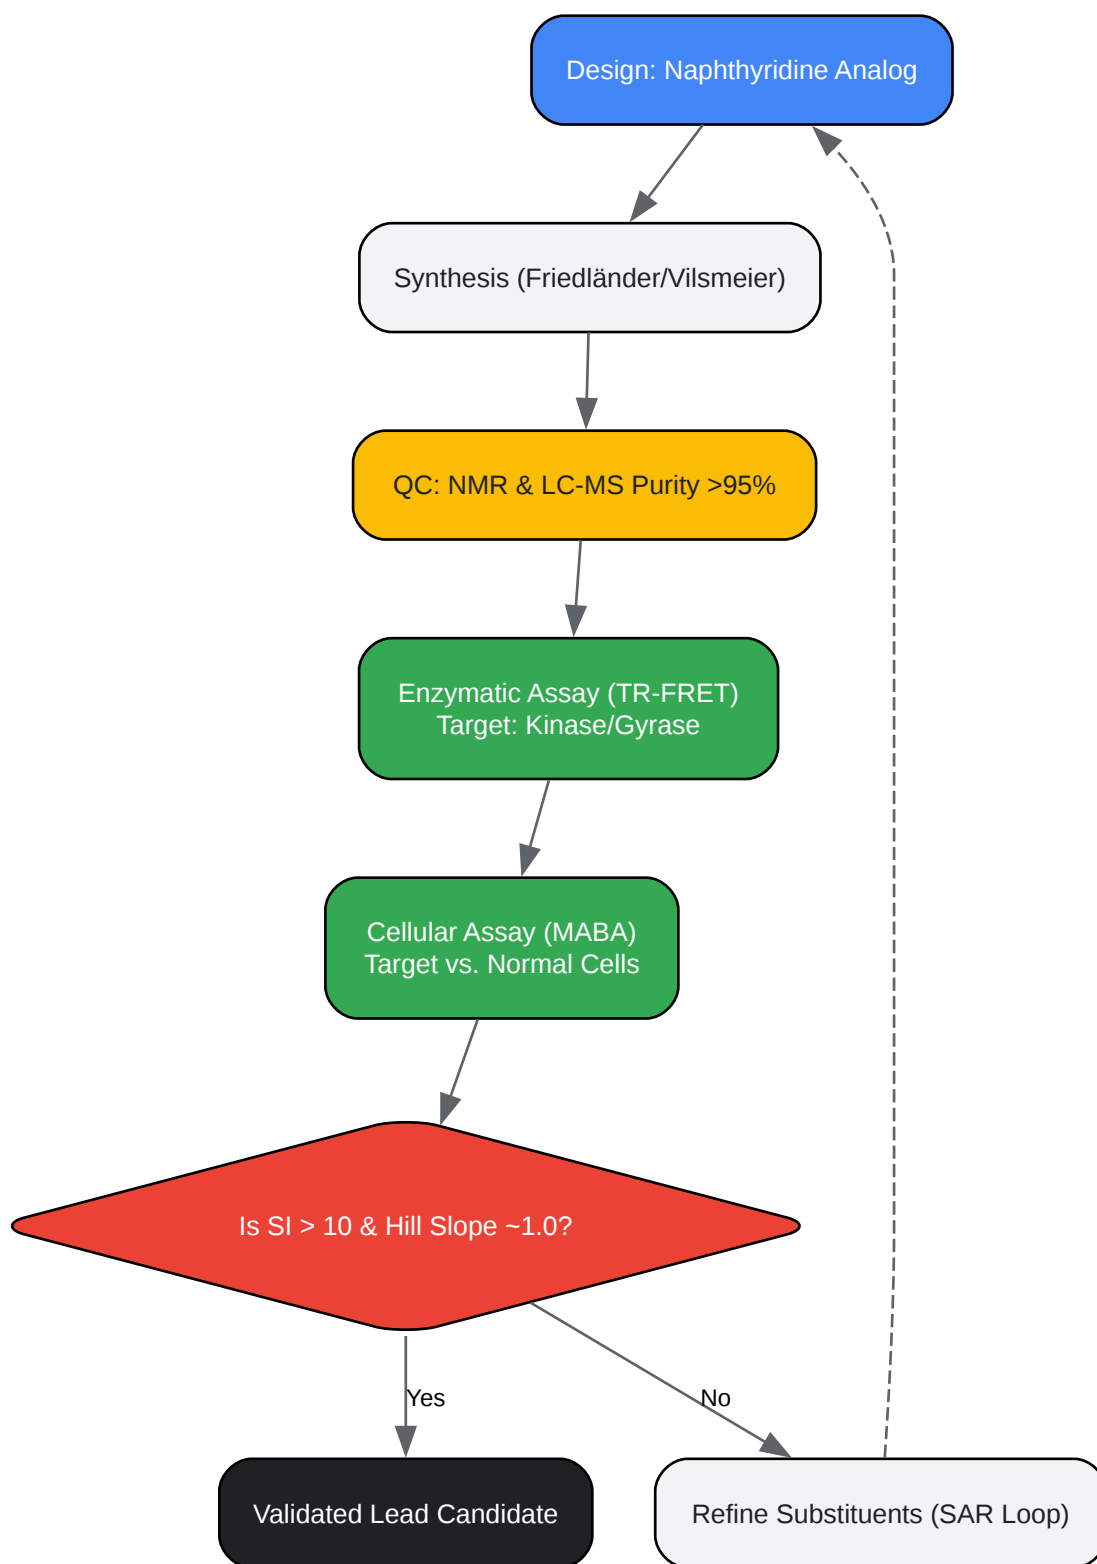 Design: Naphthyridine Analog
Synthesis (Friedländer/Vilsmeier)
QC: NMR & LC-MS Purity >95%
Enzymatic Assay (TR-FRET)
Target: Kinase/Gyrase
Cellular Assay (MABA)
Target vs. Normal Cells
Is SI > 10 & Hill Slope ~1.0?
Yes
No
Validated Lead Candidate
Refine Substituents (SAR Loop)